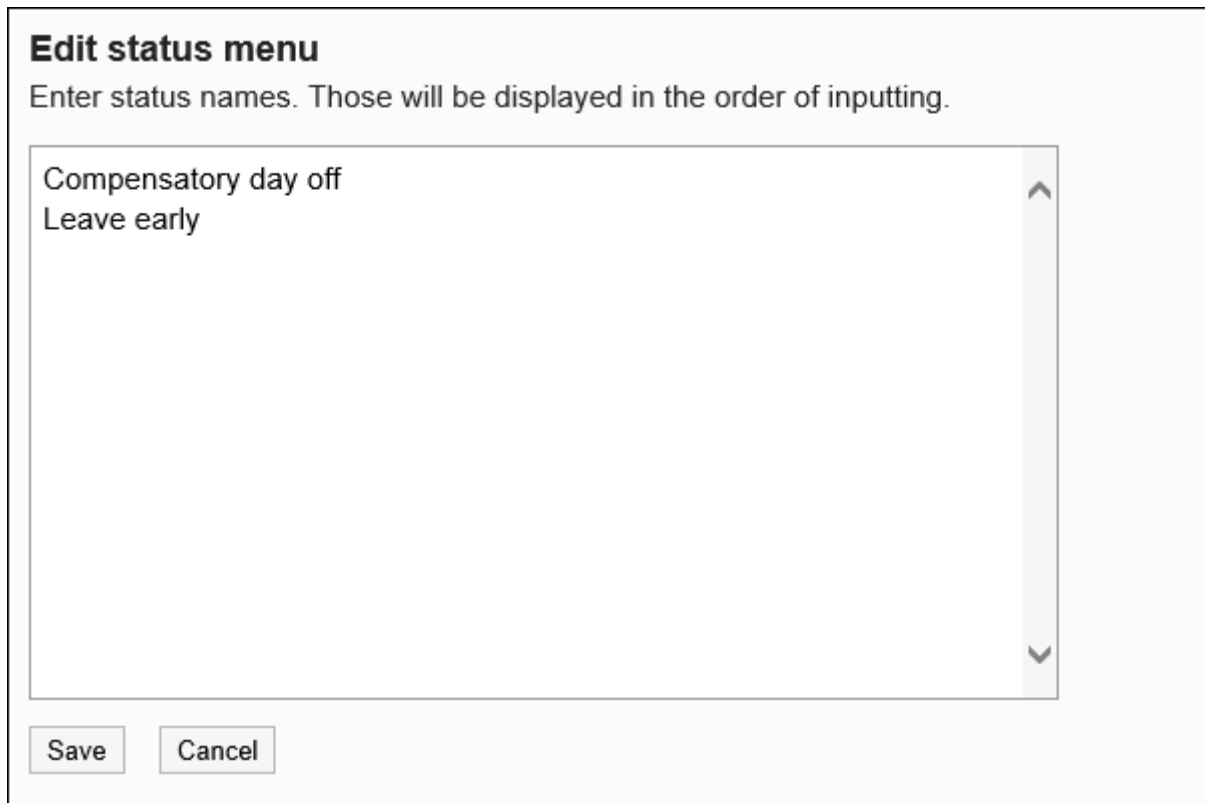 Edit status menu
Enter status names. Those will be displayed in the order of inputting.
Compensatory day off
Leave early
Save Cancel